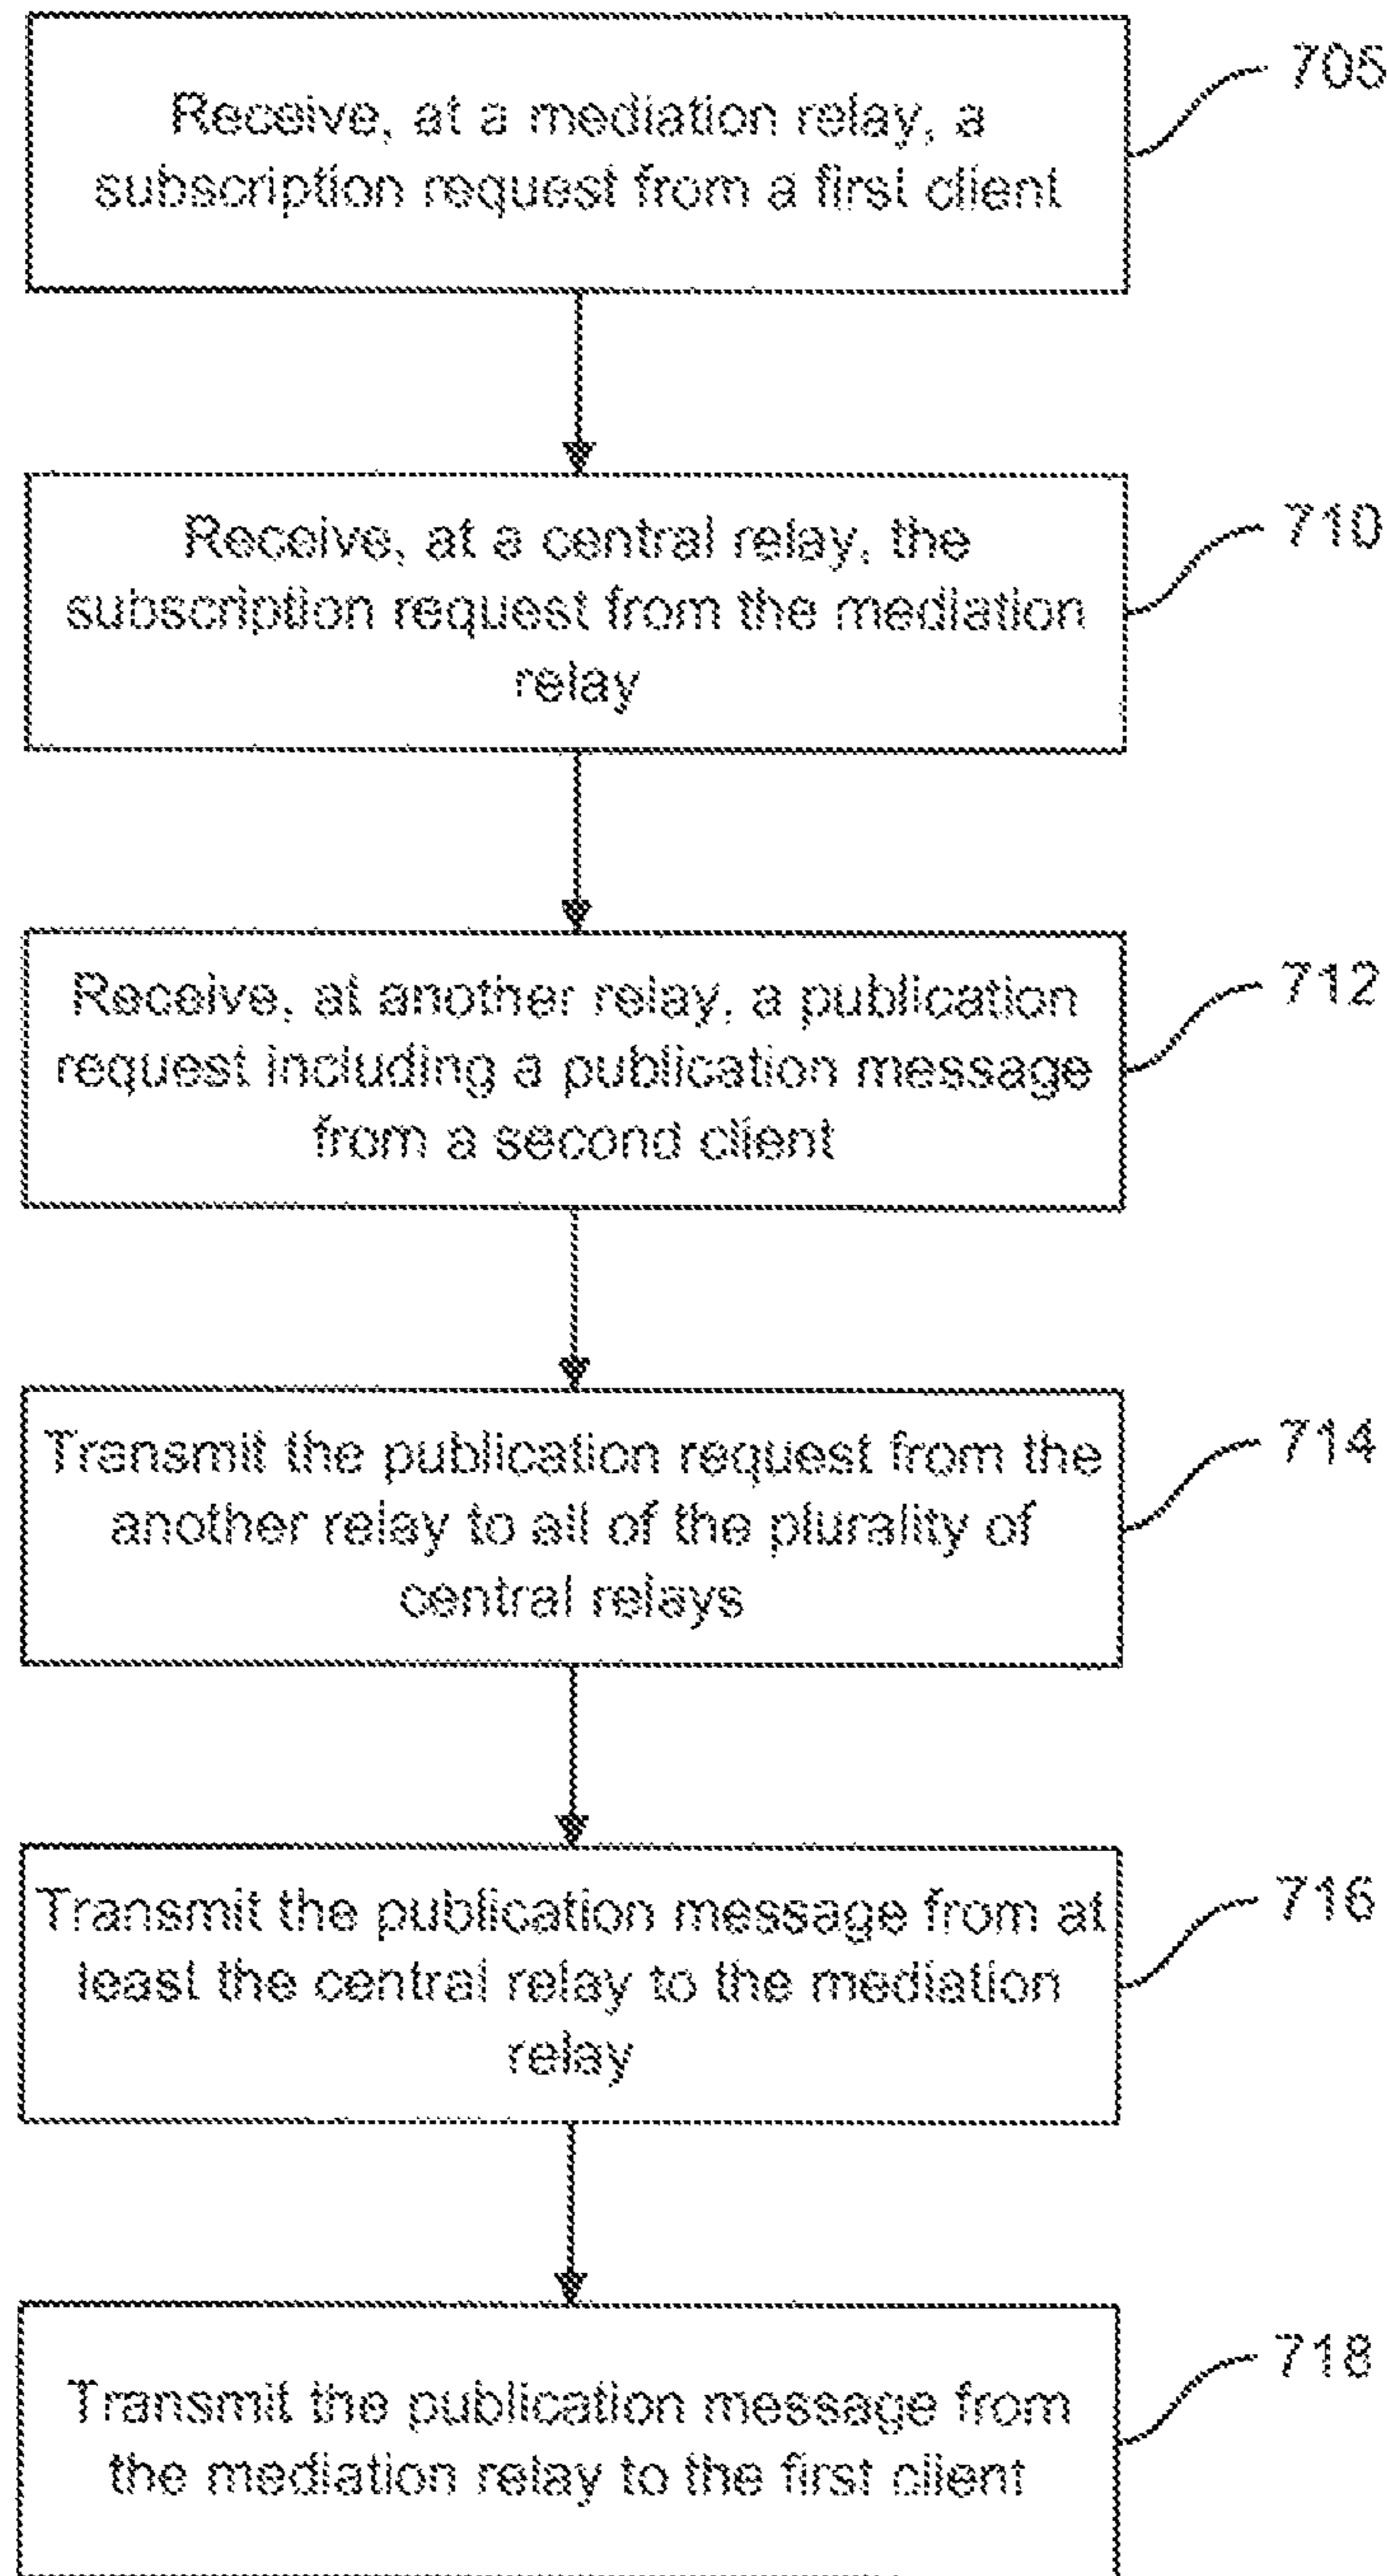 Receive, at a mediation relay, a
subscription request from a first client
705
Receive, at a central relay, the
subscription request from the mediation
relay
710
Receive, at another relay, a publication
request including a publication message
from a second client
712
Transmit the publication request from the
another relay to all of the plurality of
central relays
714
Transmit the publication message from at
least the central relay to the mediation
relay
716
Transmit the publication message from
the mediation relay to the first client
718